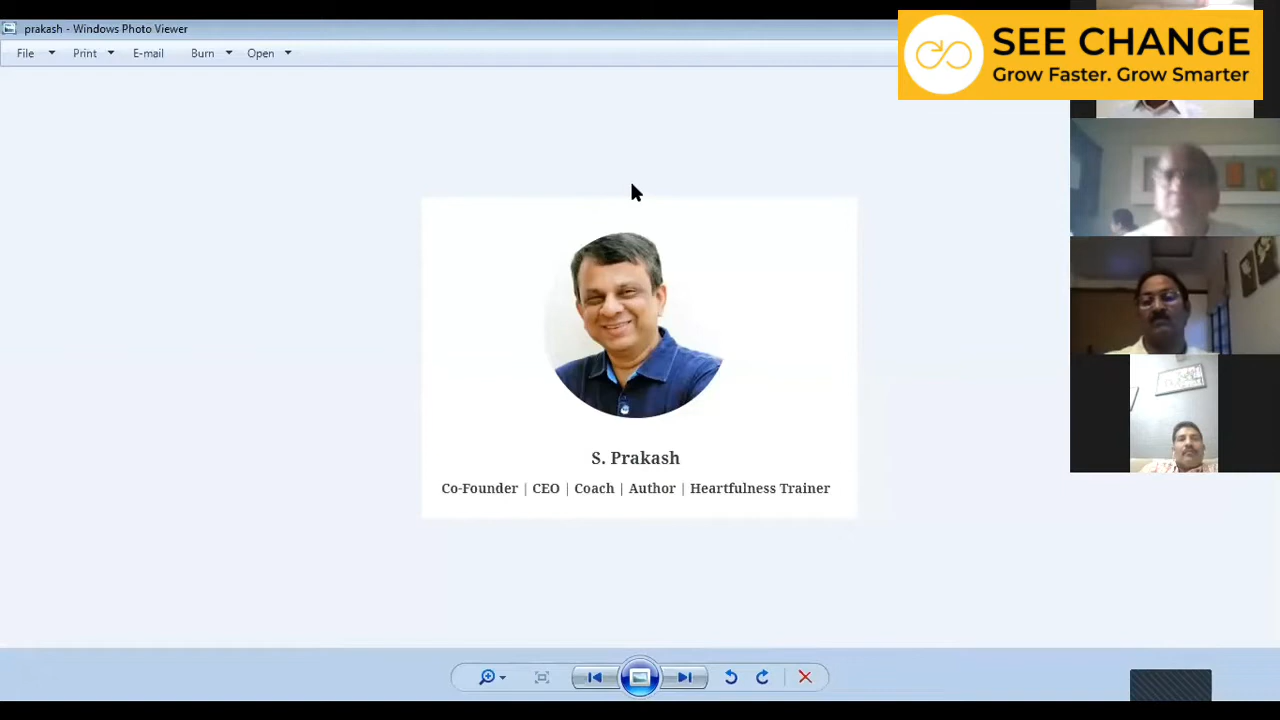 prakash - Windows Photo Viewer
File Print E-mail Burn Open
SEE CHANGE
Grow Faster. Grow Smarter
S. Prakash
Co-Founder | CEO | Coach | Author | Heartfulness Trainer